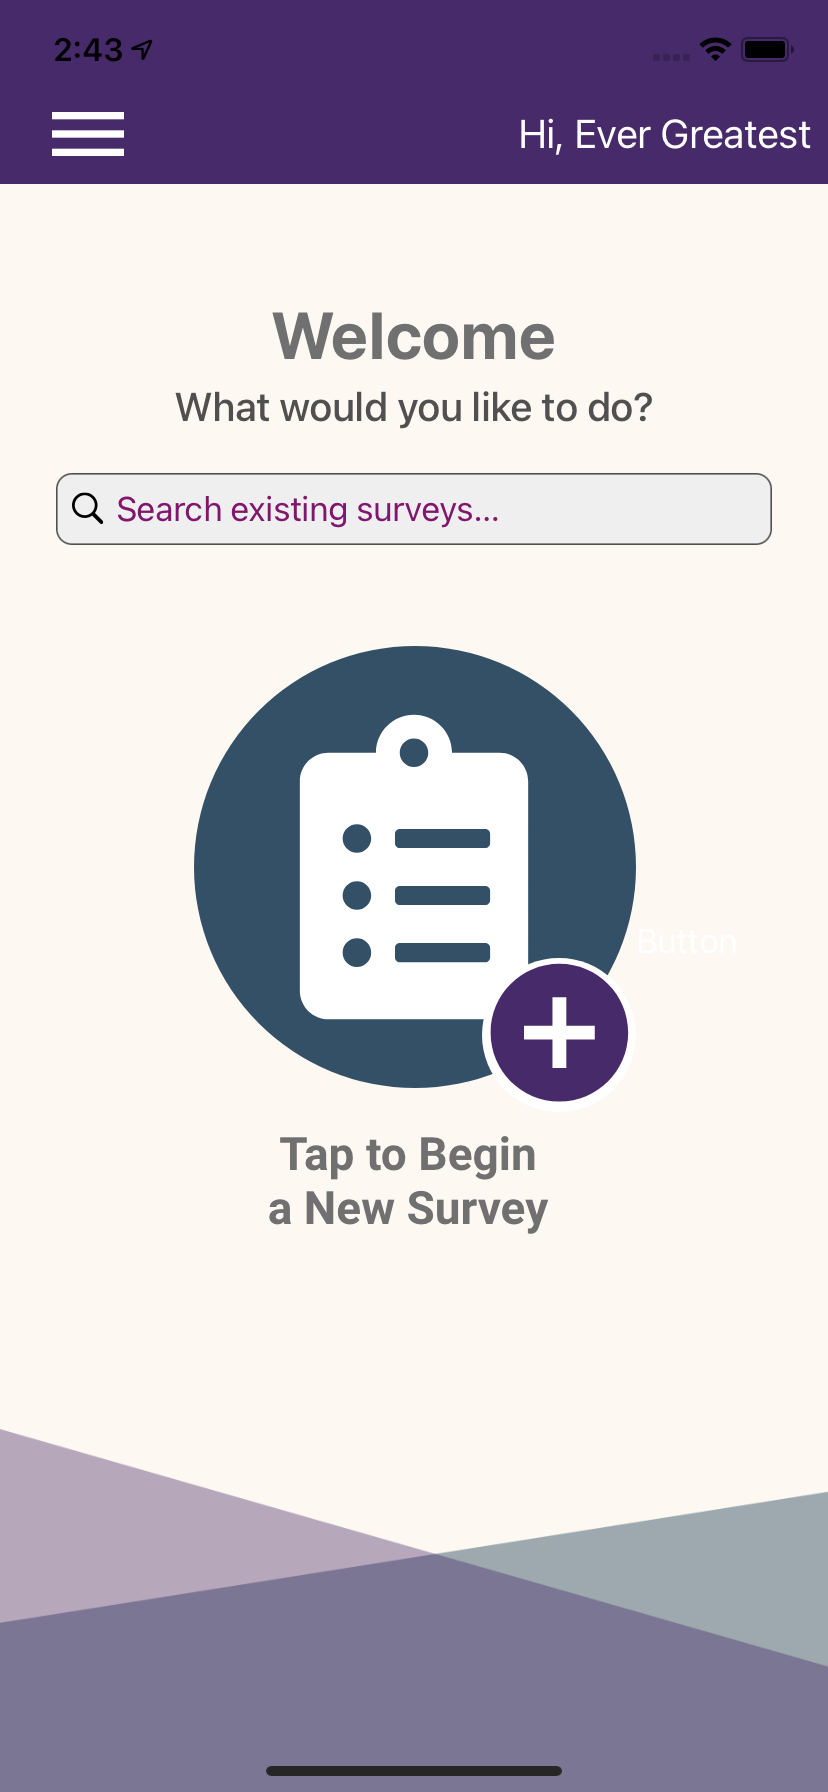 2:43
Hi, Ever Greatest
Welcome
What would you like to do?
Search existing surveys...
Button
Tap to Begin
a New Survey